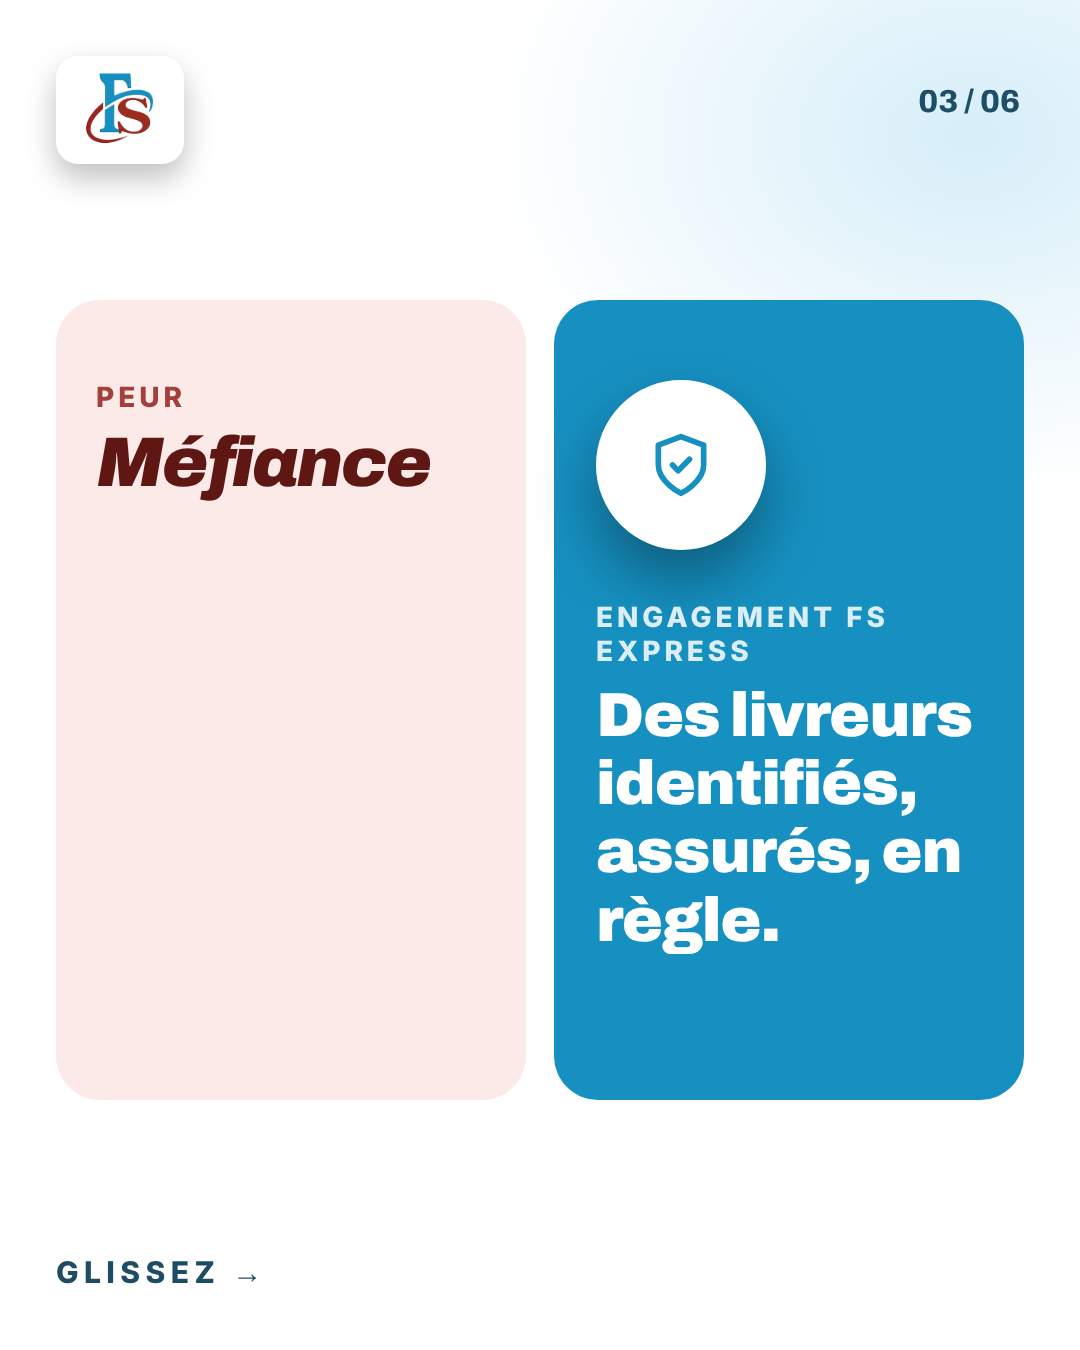 FS
03 / 06
PEUR
Méfiance
ENGAGEMENT FS
EXPRESS
Des livreurs
identifiés,
assurés, en
règle.
GLISSEZ →